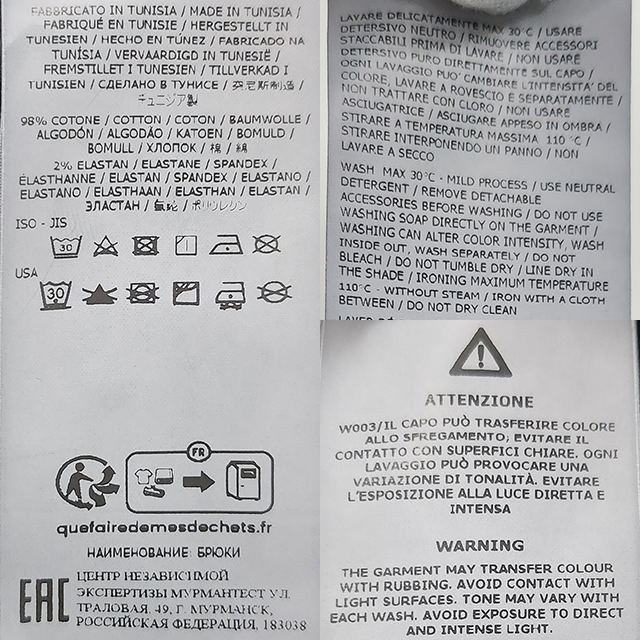 FABBRICATO IN TUNISIA / MADE IN TUNISIA /
FABRIQUÉ EN TUNISIE / HERGESTELLT IN
TUNESIEN / HECHO EN TÚNEZ / FABRICADO NA
TUNÍSIA / VERVAARDIGD IN TUNESIË /
FREMSTILLET I TUNESIEN / TILLVERKAD I
TUNISIEN / СДЕЛАНО В ТУНИСЕ / 突尼斯制造 /
チュニジア製
98% COTONE / COTTON / COTON / BAUMWOLLE /
ALGODÓN / ALGODÃO / KATOEN / BOMULD /
BOMULL / ХЛОПОК / 棉 / 綿
2% ELASTAN / ELASTANE / SPANDEX /
ÉLASTHANNE / ELASTAN / SPANDEX / ELASTANO /
ELASTANO / ELASTHAAN / ELASTHAN / ELASTAN /
ЭЛАСТАН / 氨纶 / ポリウレタン
ISO - JIS
30
USA
30
FR
quefairedemesdechets.fr
НАИМЕНОВАНИЕ: БРЮКИ
EAC
ЦЕНТР НЕЗАВИСИМОЙ
ЭКСПЕРТИЗЫ МУРМАНТЕСТ УЛ.
ТРАЛОВАЯ, 49, Г. МУРМАНСК,
РОССИЙСКАЯ ФЕДЕРАЦИЯ, 183038
LAVARE DELICATAMENTE MAX 30°C / USARE
DETERSIVO NEUTRO / RIMUOVERE ACCESSORI
STACCABILI PRIMA DI LAVARE / NON USARE
DETERSIVO PURO DIRETTAMENTE SUL CAPO /
OGNI LAVAGGIO PUO' CAMBIARE L'INTENSITA' DEL
COLORE, LAVARE A ROVESCIO E SEPARATAMENTE /
NON TRATTARE CON CLORO / NON USARE
ASCIUGATRICE / ASCIUGARE APPESO IN OMBRA /
STIRARE A TEMPERATURA MASSIMA 110 °C /
STIRARE INTERPONENDO UN PANNO / NON
LAVARE A SECCO
WASH MAX 30°C - MILD PROCESS / USE NEUTRAL
DETERGENT / REMOVE DETACHABLE
ACCESSORIES BEFORE WASHING / DO NOT USE
WASHING SOAP DIRECTLY ON THE GARMENT /
WASHING CAN ALTER COLOR INTENSITY, WASH
INSIDE OUT, WASH SEPARATELY / DO NOT
BLEACH / DO NOT TUMBLE DRY / LINE DRY IN
THE SHADE / IRONING MAXIMUM TEMPERATURE
110°C - WITHOUT STEAM / IRON WITH A CLOTH
BETWEEN / DO NOT DRY CLEAN
ATTENZIONE
W003/IL CAPO PUÒ TRASFERIRE COLORE
ALLO SFREGAMENTO, EVITARE IL
CONTATTO CON SUPERFICI CHIARE. OGNI
LAVAGGIO PUÒ PROVOCARE UNA
VARIAZIONE DI TONALITÀ. EVITARE
L'ESPOSIZIONE ALLA LUCE DIRETTA E
INTENSA
WARNING
THE GARMENT MAY TRANSFER COLOUR
WITH RUBBING. AVOID CONTACT WITH
LIGHT SURFACES. TONE MAY VARY WITH
EACH WASH. AVOID EXPOSURE TO DIRECT
AND INTENSE LIGHT.